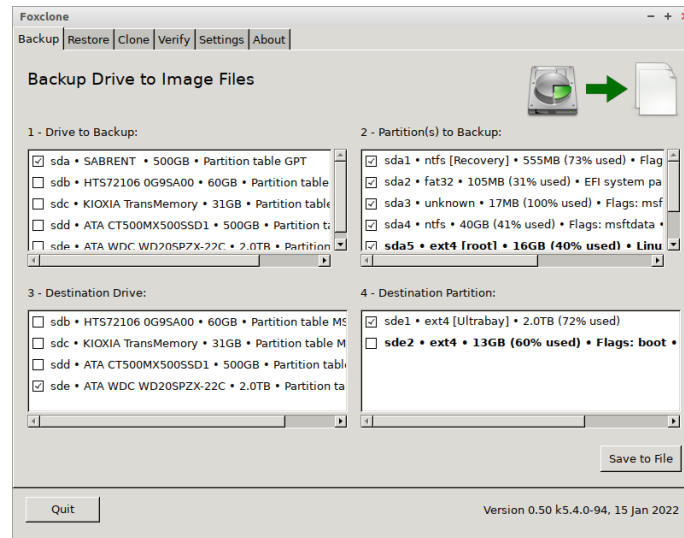 Foxclone
Backup Restore Clone Verify Settings About
Backup Drive to Image Files
1 - Drive to Backup:
sda • SABRENT • 500GB • Partition table GPT
sdb • HTS72106 0G9SA00 • 60GB • Partition table
sdc • KIOXIA TransMemory • 31GB • Partition table
sdd • ATA CT500MX500SSD1 • 500GB • Partition ta
sde • ATA WDC WD20SPZX-22C • 2.0TB • Partition
2 - Partition(s) to Backup:
sda1 • ntfs [Recovery] • 555MB (73% used) • Flag
sda2 • fat32 • 105MB (31% used) • EFI system pa
sda3 • unknown • 17MB (100% used) • Flags: msf
sda4 • ntfs • 40GB (41% used) • Flags: msftdata •
sda5 • ext4 [root] • 16GB (40% used) • Linu
3 - Destination Drive:
sdb • HTS72106 0G9SA00 • 60GB • Partition table MS
sdc • KIOXIA TransMemory • 31GB • Partition table M
sdd • ATA CT500MX500SSD1 • 500GB • Partition tabl
sde • ATA WDC WD20SPZX-22C • 2.0TB • Partition ta
4 - Destination Partition:
sde1 • ext4 [Ultrabay] • 2.0TB (72% used)
sde2 • ext4 • 13GB (60% used) • Flags: boot •
Save to File
Quit
Version 0.50 k5.4.0-94, 15 Jan 2022